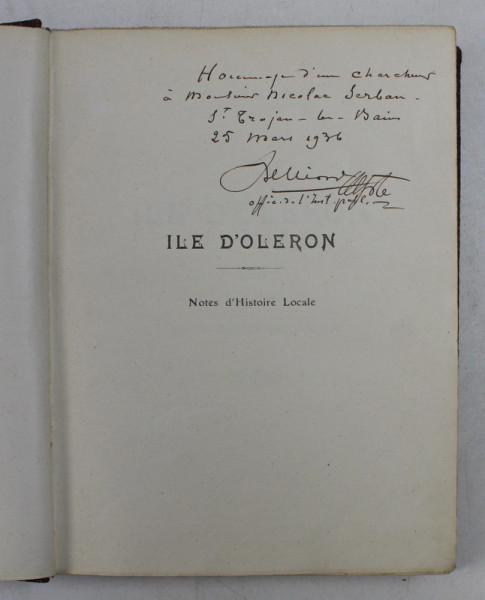 Hommage d'un chercheur
à Monsieur Nicolae Serban -
St Trojan-les-Bains
25 Mars 1936
offic. de l'Inst. publ.
ILE D'OLERON
Notes d'Histoire Locale